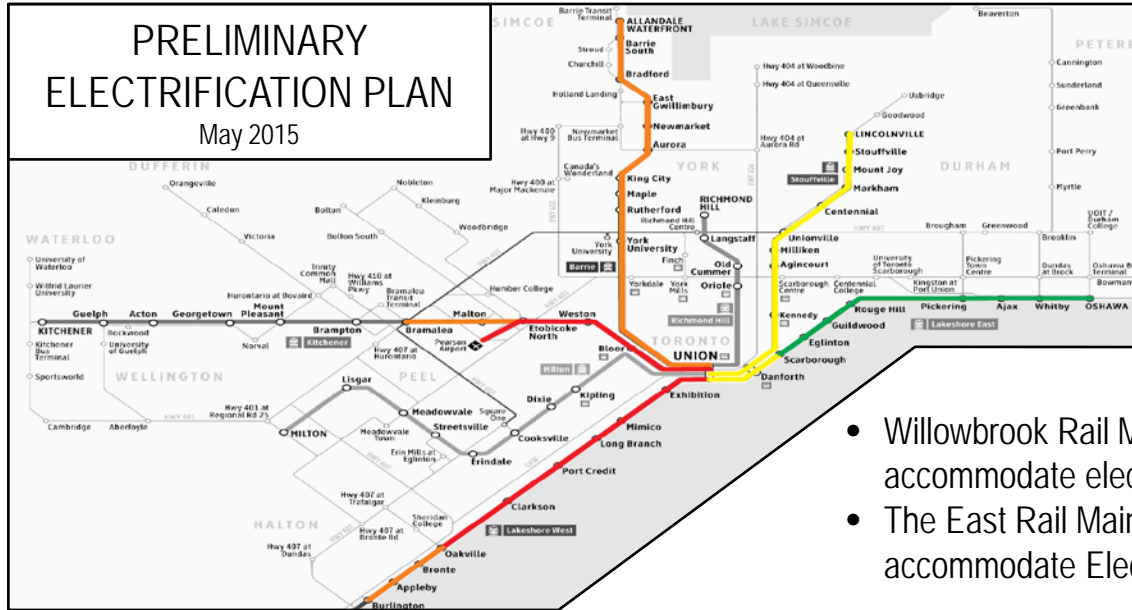 PRELIMINARY
ELECTRIFICATION PLAN
May 2015
SIMCOE
LAKE SIMCOE
DUFFERIN
YORK
DURHAM
WATERLOO
WELLINGTON
PEEL
HALTON
TORONTO
Barrie Transit
Terminal
ALLANDALE
WATERFRONT
Barrie
South
Stroud
Churchill
Bradford
Holland Landing
East
Gwillimbury
Newmarket
Hwy 400
at Hwy 9
Newmarket
Bus Terminal
Aurora
Canada's
Wonderland
Hwy 400 at
Major Mackenzie
King City
Maple
Rutherford
York
University
York
University
Barrie
Beaverton
Cannington
Sunderland
Greenbank
Port Perry
Myrtle
Hwy 404 at Woodbine
Hwy 404 at Queensville
Hwy 404 at
Aurora Rd
Uxbridge
Goodwood
LINCOLNVILLE
Stouffville
Mount Joy
Stouffville
Markham
Centennial
Unionville
Milliken
Agincourt
Scarborough
Centre
Centennial
College
Kennedy
HWY 407
Brougham
Greenwood
Brooklin
UOIT /
Durham
College
University
of Toronto
Scarborough
Kingston at
Port Union
Pickering
Town
Centre
Dundas
at Brock
Oshawa B
Terminal
Bowman
RICHMOND
HILL
Richmond Hill
Centre
Langstaff
Old
Cummer
Oriole
Richmond Hill
Finch
Yorkdale
York
Mills
Orangeville
Caledon
Victoria
Nobleton
Kleinburg
Bolton
Bolton South
Woodbridge
Humber College
Trinity
Common
Mall
Hwy 410 at
Williams
Pkwy
Bramalea
Transit
Terminal
Hurontario at Bovaird
University of
Waterloo
Wilfrid Laurier
University
KITCHENER
Kitchener
Bus
Terminal
Sportsworld
Guelph
Rockwood
University
of Guelph
Acton
Georgetown
Mount
Pleasant
Norval
Brampton
Kitchener
Bramalea
Malton
Pearson
Airport
Etobicoke
North
Weston
Bloor
UNION
Hwy 407 at
Hurontario
Milton
Cambridge
Aberfoyle
HWY 401
Hwy 401 at
Regional Rd 25
MILTON
Lisgar
Meadowvale
Meadowvale
Town
Streetsville
Erin Mills at
Eglinton
Erindale
Square
One
Cooksville
Dixie
Kipling
Exhibition
Mimico
Long Branch
Port Credit
Clarkson
Lakeshore West
Oakville
Bronte
Appleby
Burlington
Hwy 407 at
Trafalgar
Sheridan
College
Hwy 407 at
Bronte Rd
Hwy 407 at
Dundas
Danforth
Scarborough
Eglinton
Guildwood
Rouge Hill
Pickering
Ajax
Whitby
OSHAWA
Lakeshore East
• Willowbrook Rail M
accommodate elec
• The East Rail Main
accommodate Elec